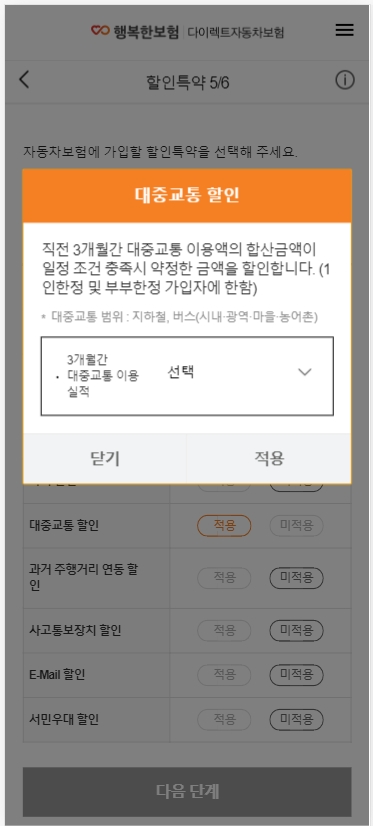 행복한보험 다이렉트자동차보험
할인특약 5/6
자동차보험에 가입할 할인특약을 선택해 주세요.
대중교통 할인
직전 3개월간 대중교통 이용액의 합산금액이
일정 조건 충족시 약정한 금액을 할인합니다. (1
인한정 및 부부한정 가입자에 한함)
* 대중교통 범위 : 지하철, 버스(시내·광역·마을·농어촌)
3개월간
• 대중교통 이용 선택
실적
닫기 적용
대중교통 할인 적용 미적용
과거 주행거리 연동 할
인 적용 미적용
사고통보장치 할인 적용 미적용
E-Mail 할인 적용 미적용
서민우대 할인 적용 미적용
다음 단계